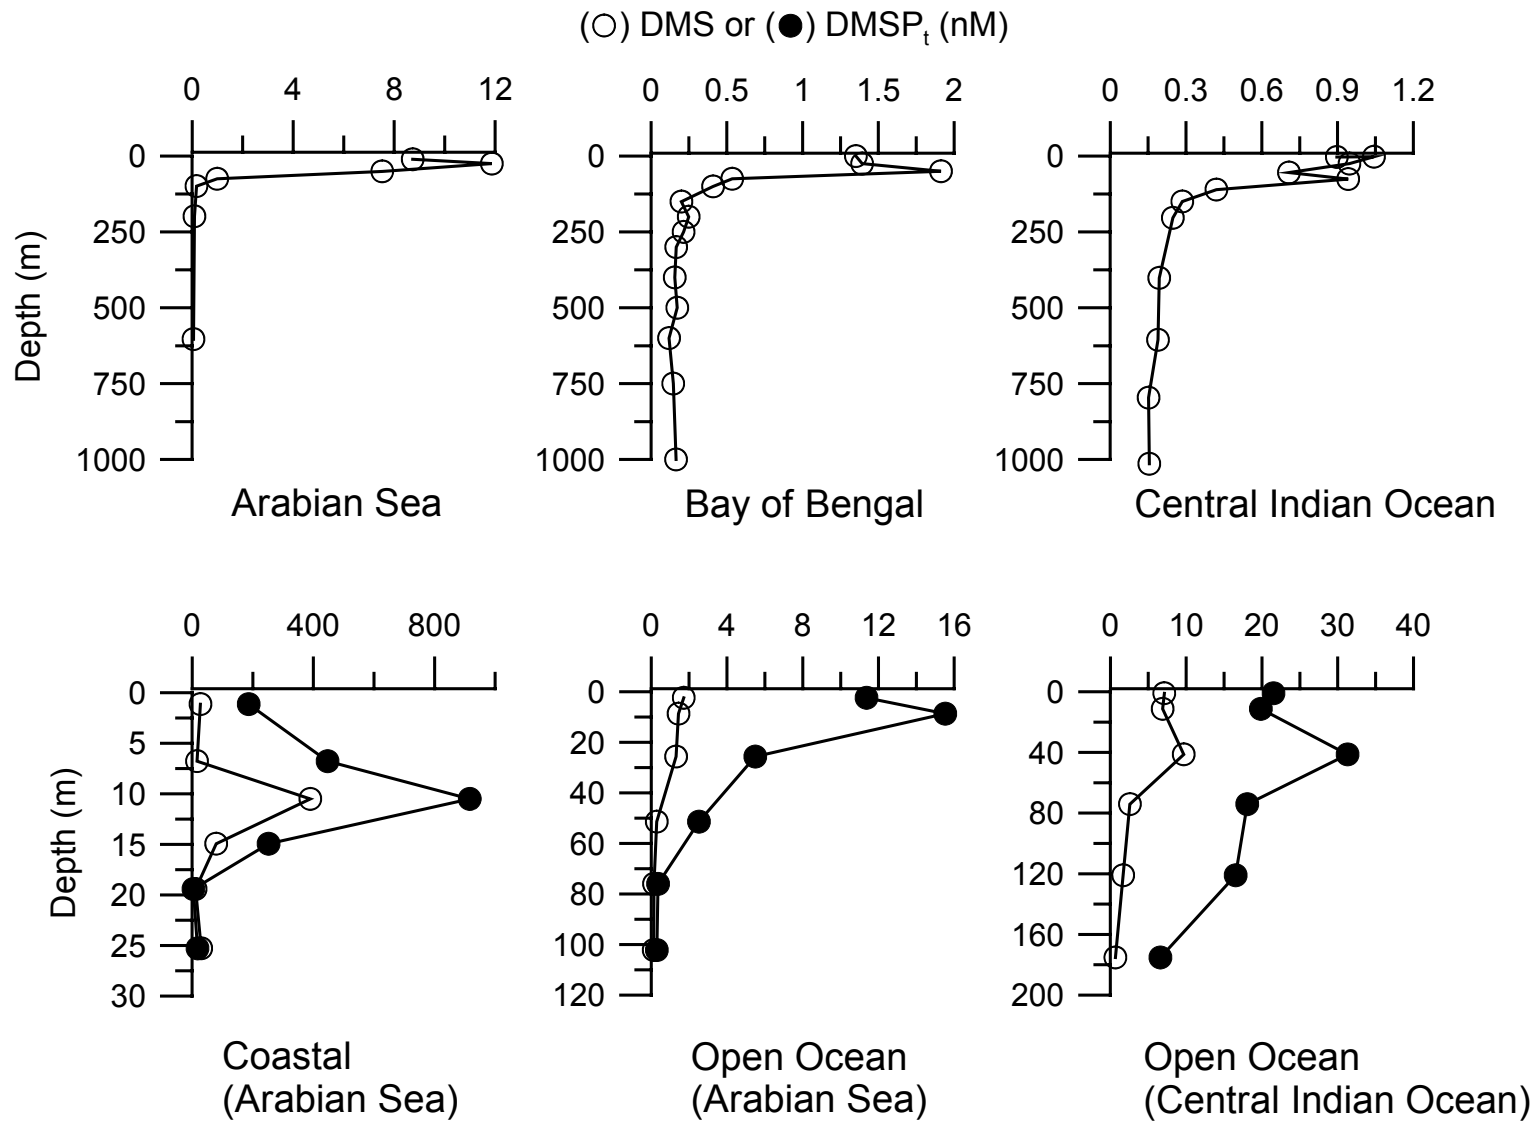 (○) DMS or (●) DMSPt (nM)
0 4 8 12
0 0.5 1 1.5 2
0 0.3 0.6 0.9 1.2
Depth (m)
0
250
500
750
1000
0
250
500
750
1000
0
250
500
750
1000
Arabian Sea
Bay of Bengal
Central Indian Ocean
0 400 800
0 4 8 12 16
0 10 20 30 40
Depth (m)
0
5
10
15
20
25
30
0
20
40
60
80
100
120
0
40
80
120
160
200
Coastal
(Arabian Sea)
Open Ocean
(Arabian Sea)
Open Ocean
(Central Indian Ocean)